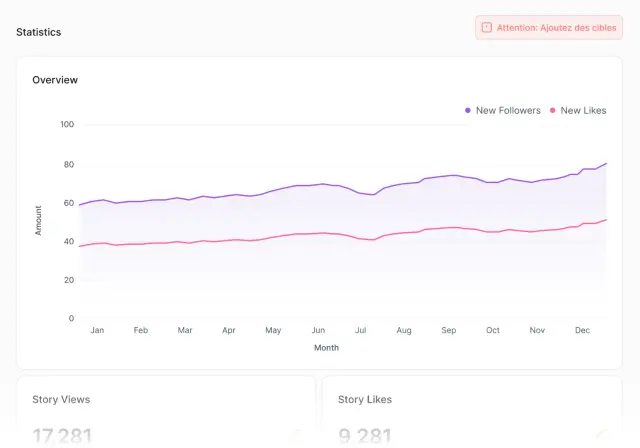 Statistics
Attention: Ajoutez des cibles
Overview
New Followers
New Likes
100
80
60
40
20
0
Amount
Jan Feb Mar Apr May Jun Jul Aug Sep Oct Nov Dec
Month
Story Views
Story Likes
17,281
9,281